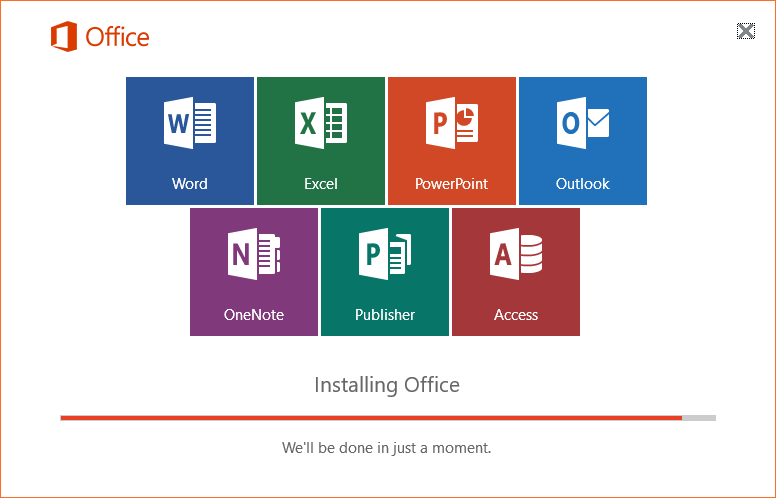 Office
W
Word
X
Excel
P
PowerPoint
O
Outlook
N
OneNote
P
Publisher
A
Access
Installing Office
We'll be done in just a moment.